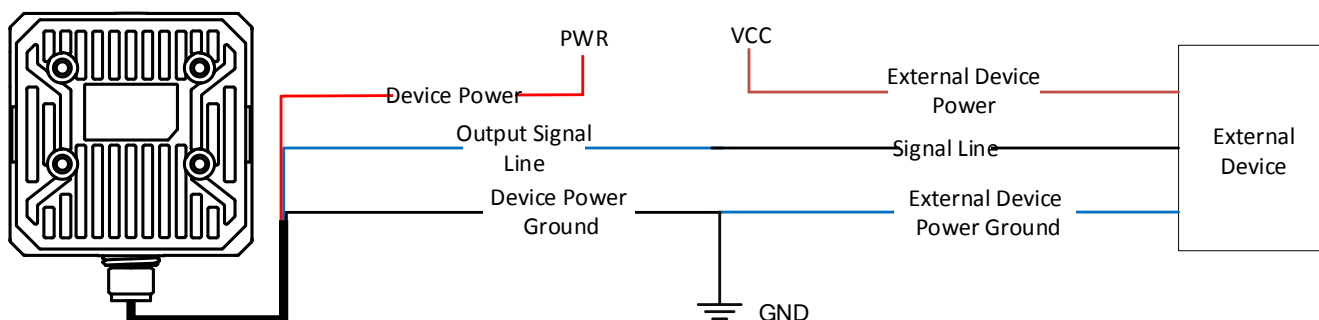 PWR
VCC
Device Power
External Device
Power
Output Signal
Line
Signal Line
External
Device
Device Power
Ground
External Device
Power Ground
GND